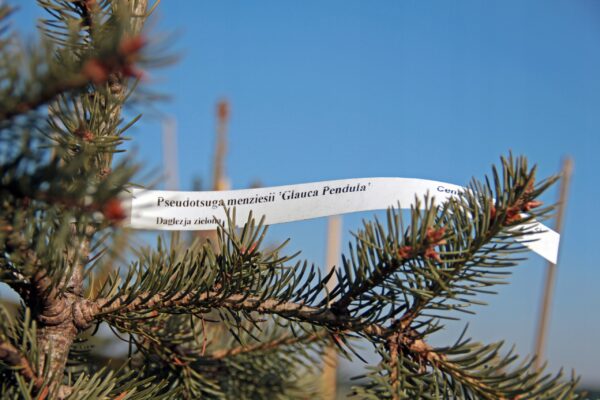 Pseudotsuga menziesii 'Glauca Pendula'
Daglezja zielona